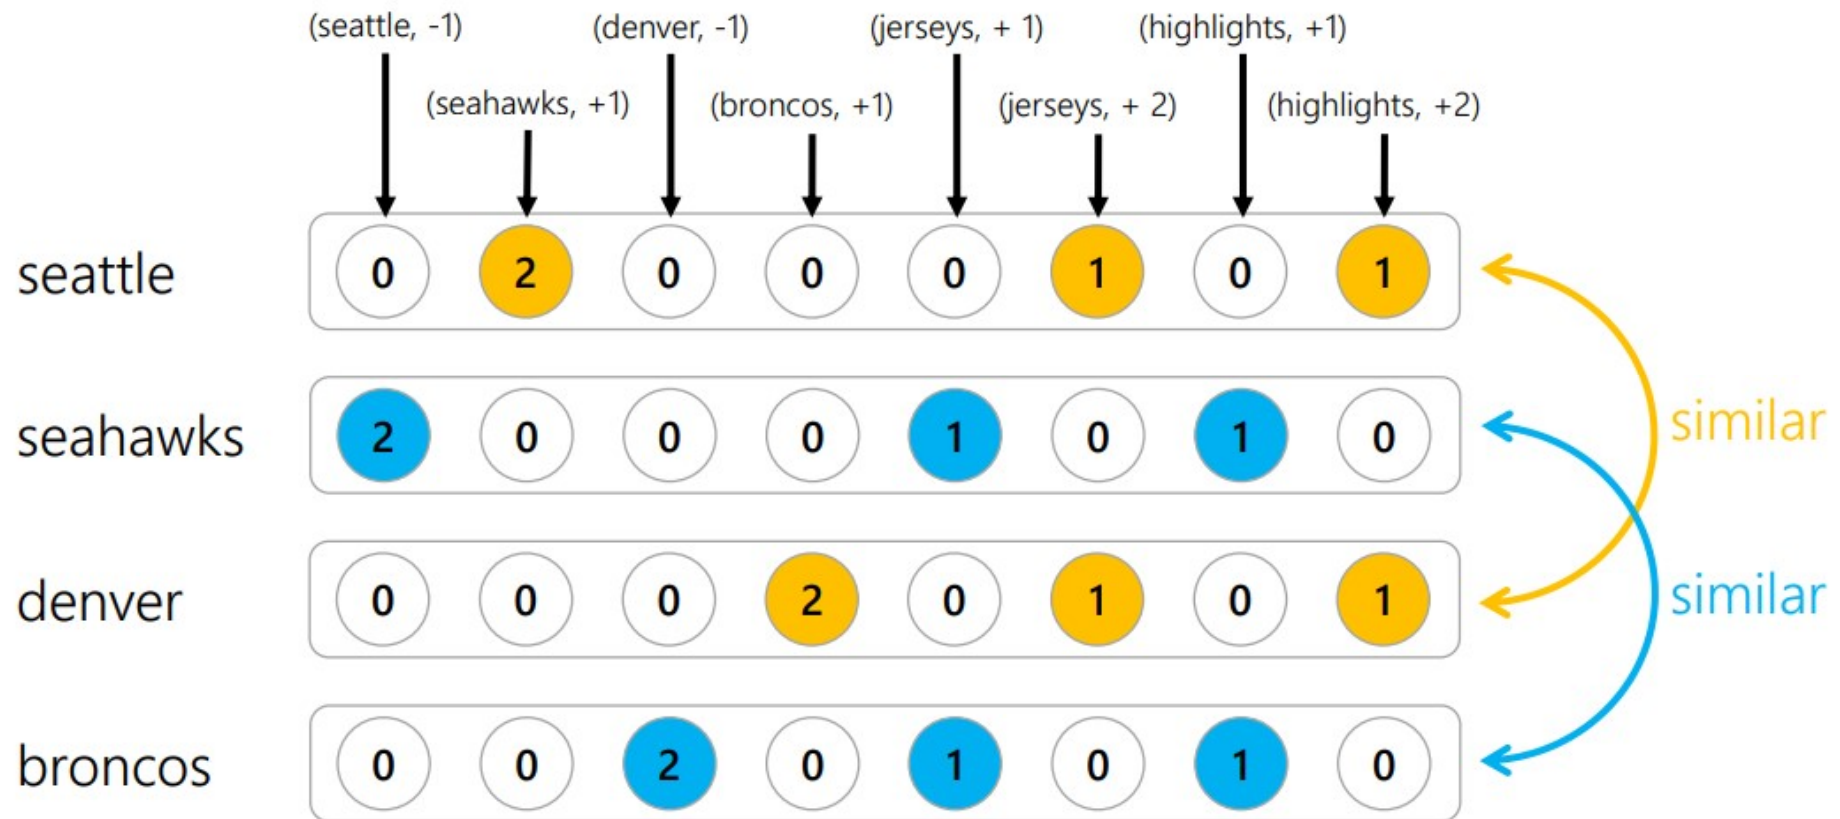 (seattle, -1) (denver, -1) (jerseys, + 1) (highlights, +1)
(seahawks, +1) (broncos, +1) (jerseys, + 2) (highlights, +2)
seattle 0 2 0 0 0 1 0 1
seahawks 2 0 0 0 1 0 1 0
similar
denver 0 0 0 2 0 1 0 1
similar
broncos 0 0 2 0 1 0 1 0